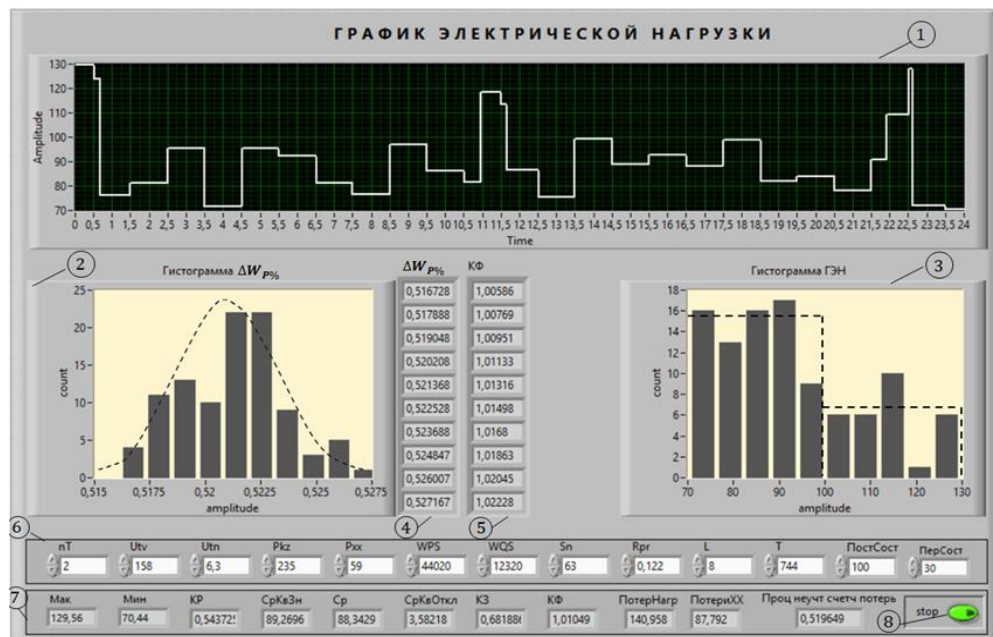 ГРАФИК ЭЛЕКТРИЧЕСКОЙ НАГРУЗКИ
1
Amplitude
130
120
110
100
90
80
70
0 0,5 1 1,5 2 2,5 3 3,5 4 4,5 5 5,5 6 6,5 7 7,5 8 8,5 9 9,5 10 10,5 11 11,5 12 12,5 13 13,5 14 14,5 15 15,5 16 16,5 17 17,5 18 18,5 19 19,5 20 20,5 21 21,5 22 22,5 23 23,5 24
Time
2
Гистограмма ΔW_P%
count
25
20
15
10
5
0
0,515 0,5175 0,52 0,5225 0,525 0,5275
amplitude
ΔW_P% КФ
0,516728 1,00586
0,517888 1,00769
0,519048 1,00951
0,520208 1,01133
0,521368 1,01316
0,522528 1,01498
0,523688 1,0168
0,524847 1,01863
0,526007 1,02045
0,527167 1,02228
4 5
3
Гистограмма ГЭН
count
18
16
14
12
10
8
6
4
2
0
70 80 90 100 110 120 130
amplitude
6
nT Utv Utn Pkz Pxx WPS WQS Sn Rpr L T ПостСост ПерСост
2 158 6,3 235 59 44020 12320 63 0,122 8 744 100 30
7
Мак Мин КР СрКвЗн Ср СрКвОткл КЗ КФ ПотерНагр ПотериХХ Проц неучт счетч потерь
129,56 70,44 89,2696 88,3429 3,58218 1,01049 140,958 87,792 0,519649
8
stop